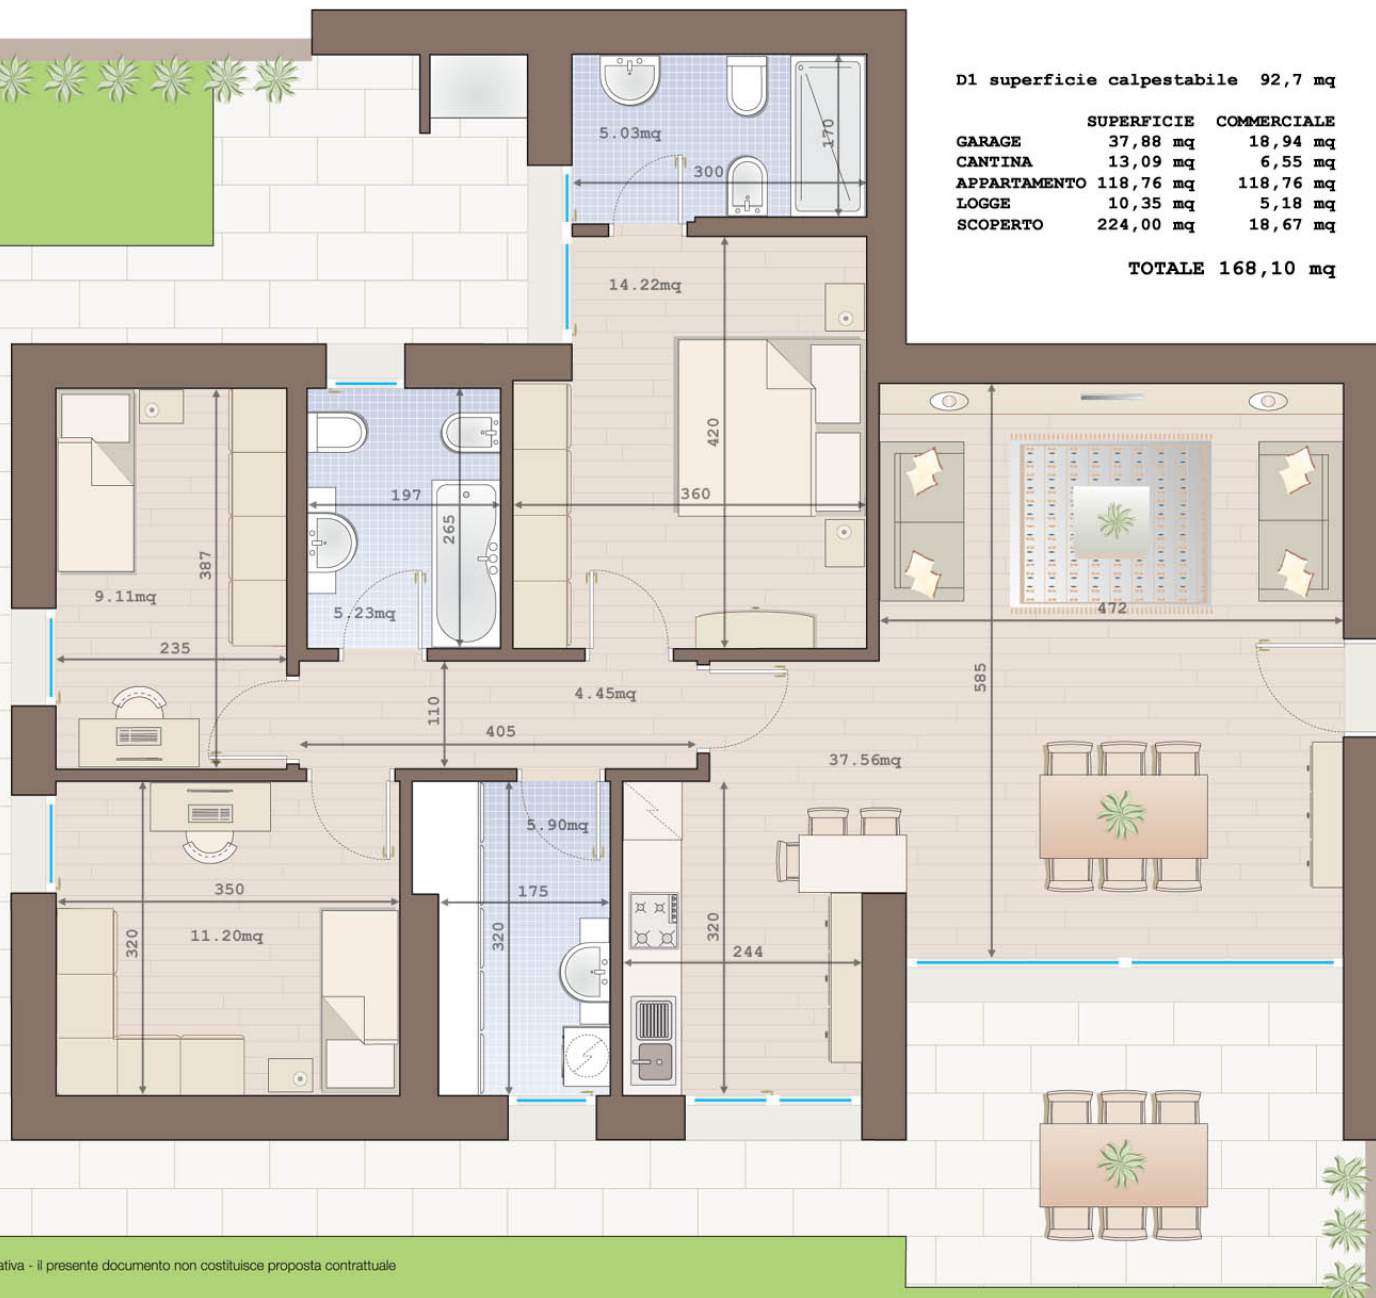 D1 superficie calpestabile 92,7 mq
SUPERFICIE COMMERCIALE
GARAGE 37,88 mq 18,94 mq
CANTINA 13,09 mq 6,55 mq
APPARTAMENTO 118,76 mq 118,76 mq
LOGGE 10,35 mq 5,18 mq
SCOPERTO 224,00 mq 18,67 mq
TOTALE 168,10 mq
5.03mq
170
300
14.22mq
420
360
197
265
387
9.11mq
5.23mq
235
472
585
4.45mq
110
405
37.56mq
5.90mq
350
175
11.20mq
320
320
320
244
ativa - il presente documento non costituisce proposta contrattuale